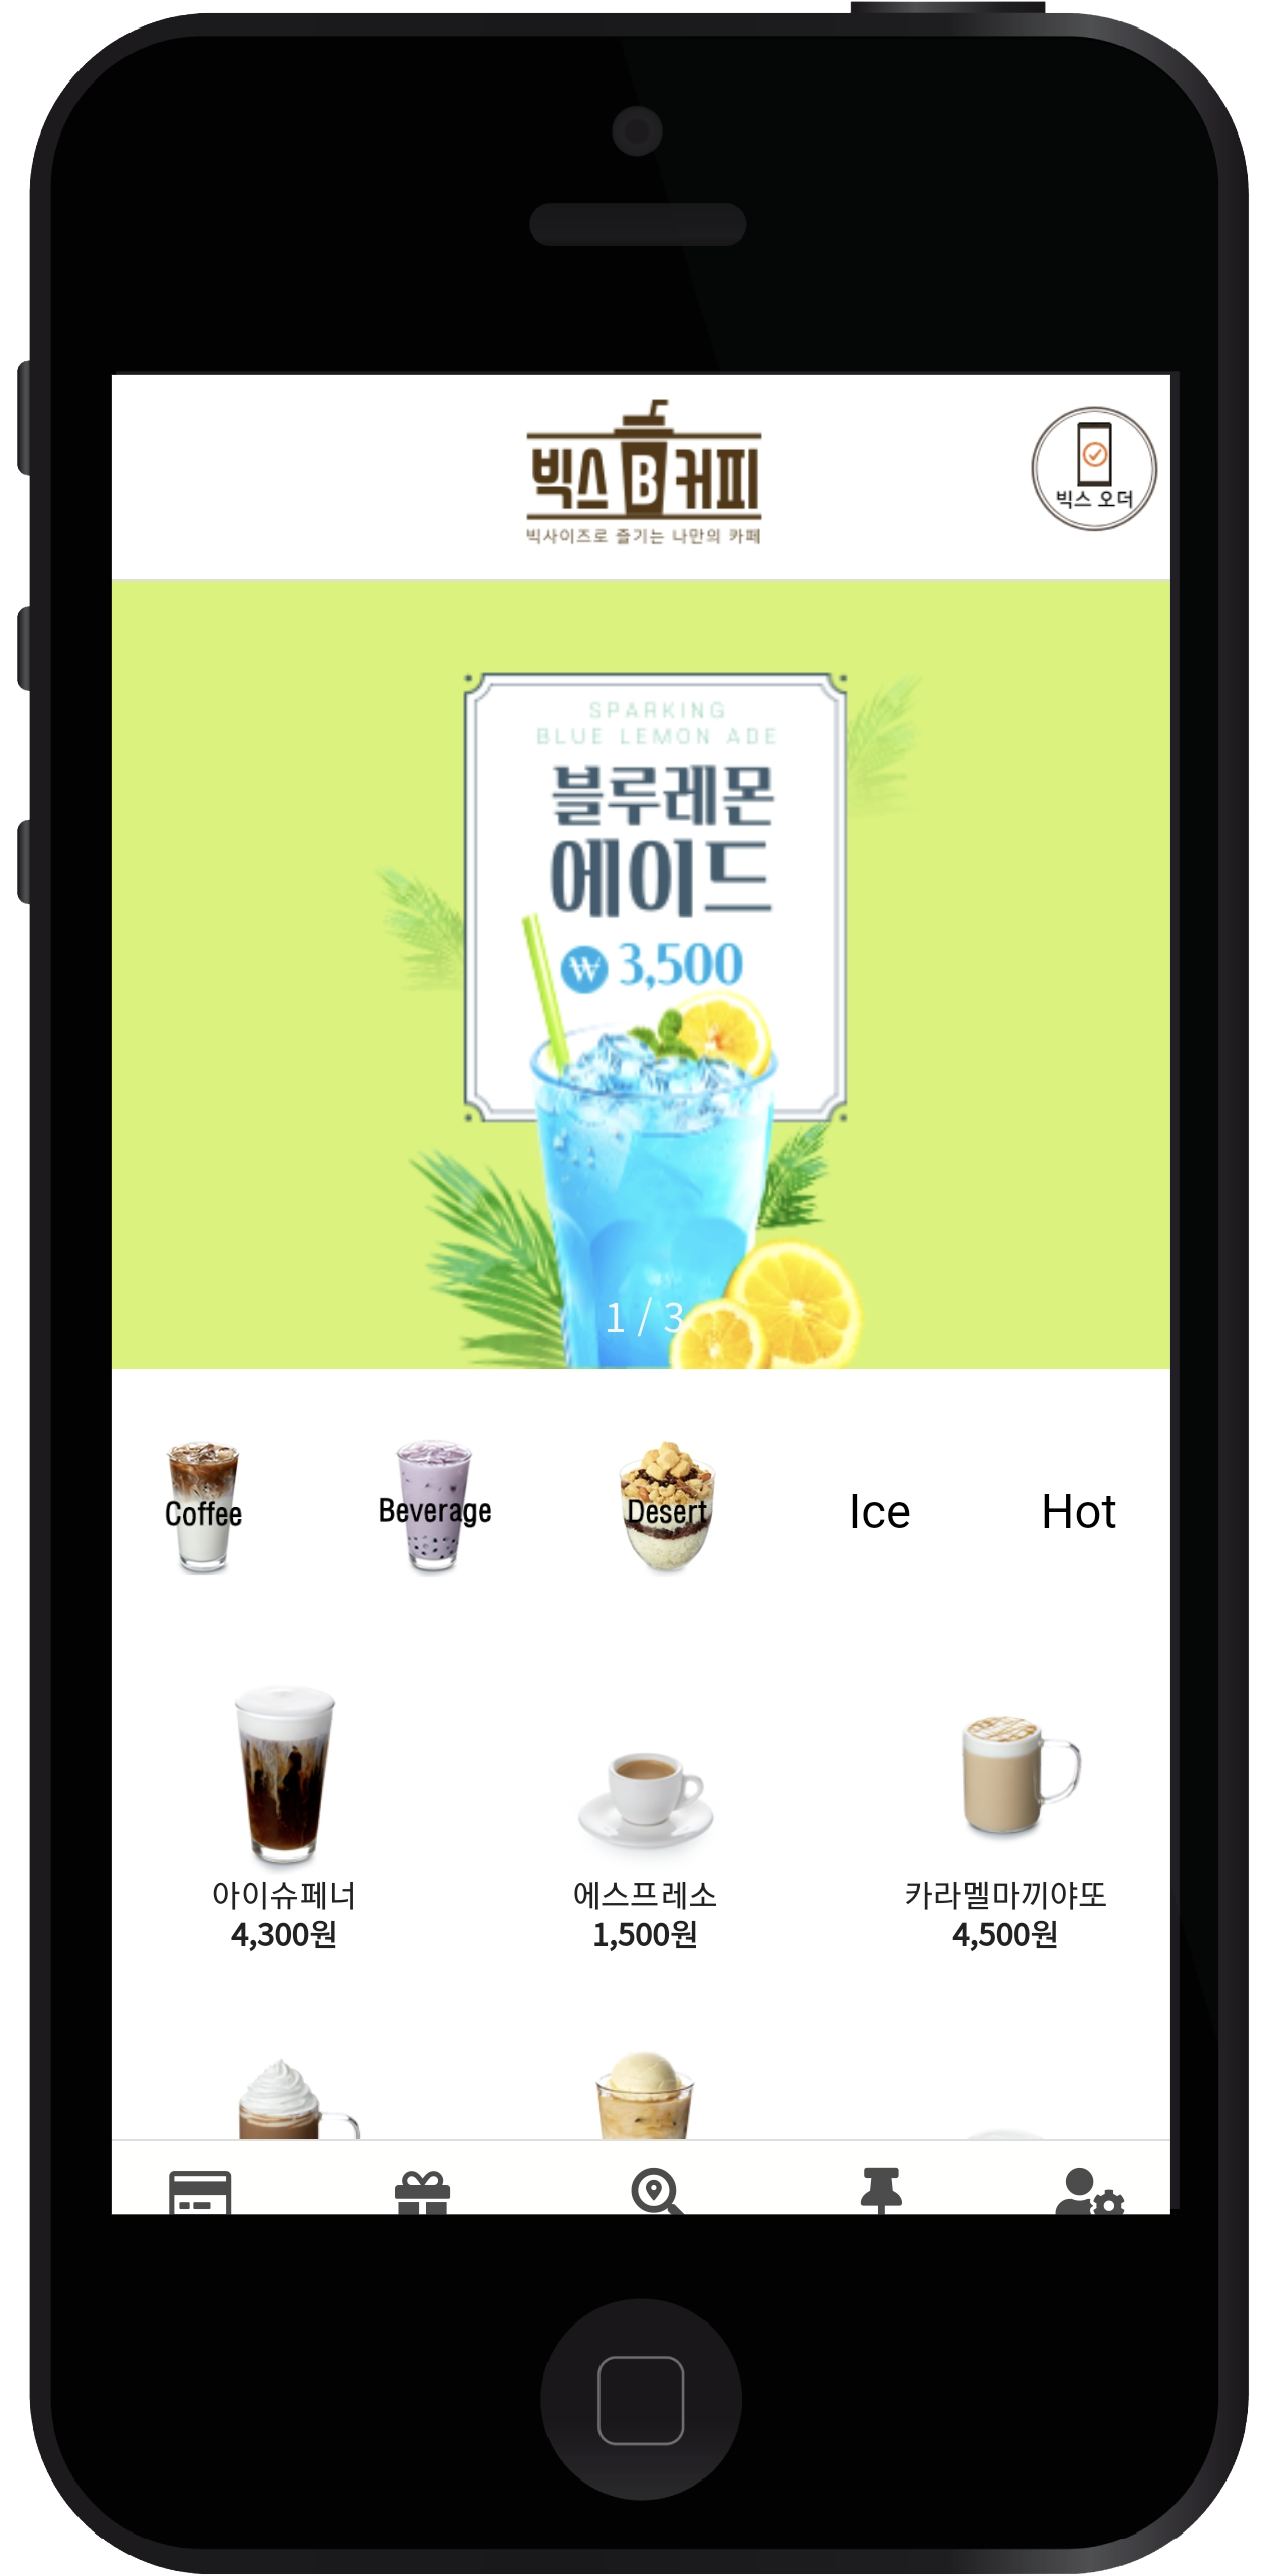 빅스 B 커피
빅사이즈로 즐기는 나만의 카페
빅스 오더
SPARKING
BLUE LEMON ADE
블루레몬
에이드
₩ 3,500
1 / 3
Coffee
Beverage
Desert
Ice
Hot
아이슈페너
4,300원
에스프레소
1,500원
카라멜마끼야또
4,500원